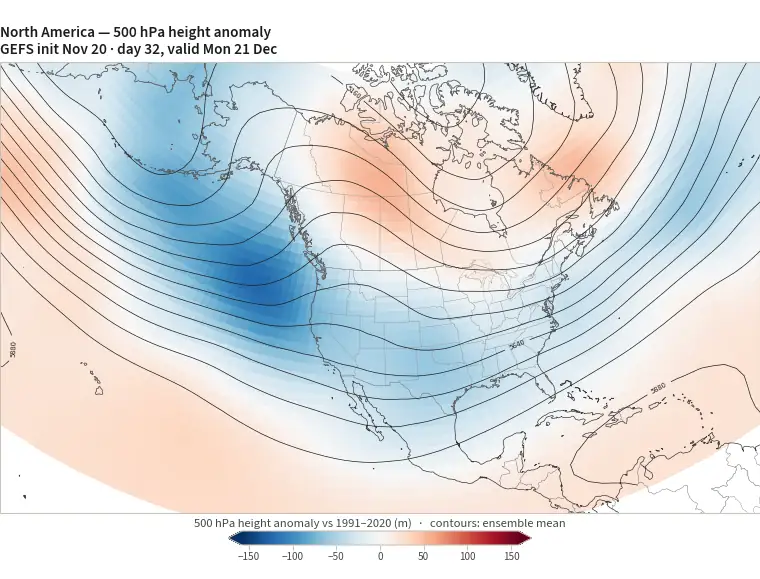 North America — 500 hPa height anomaly
GEFS init Nov 20 · day 32, valid Mon 21 Dec
5880
5640
5880
500 hPa height anomaly vs 1991–2020 (m) · contours: ensemble mean
−150 −100 −50 0 50 100 150